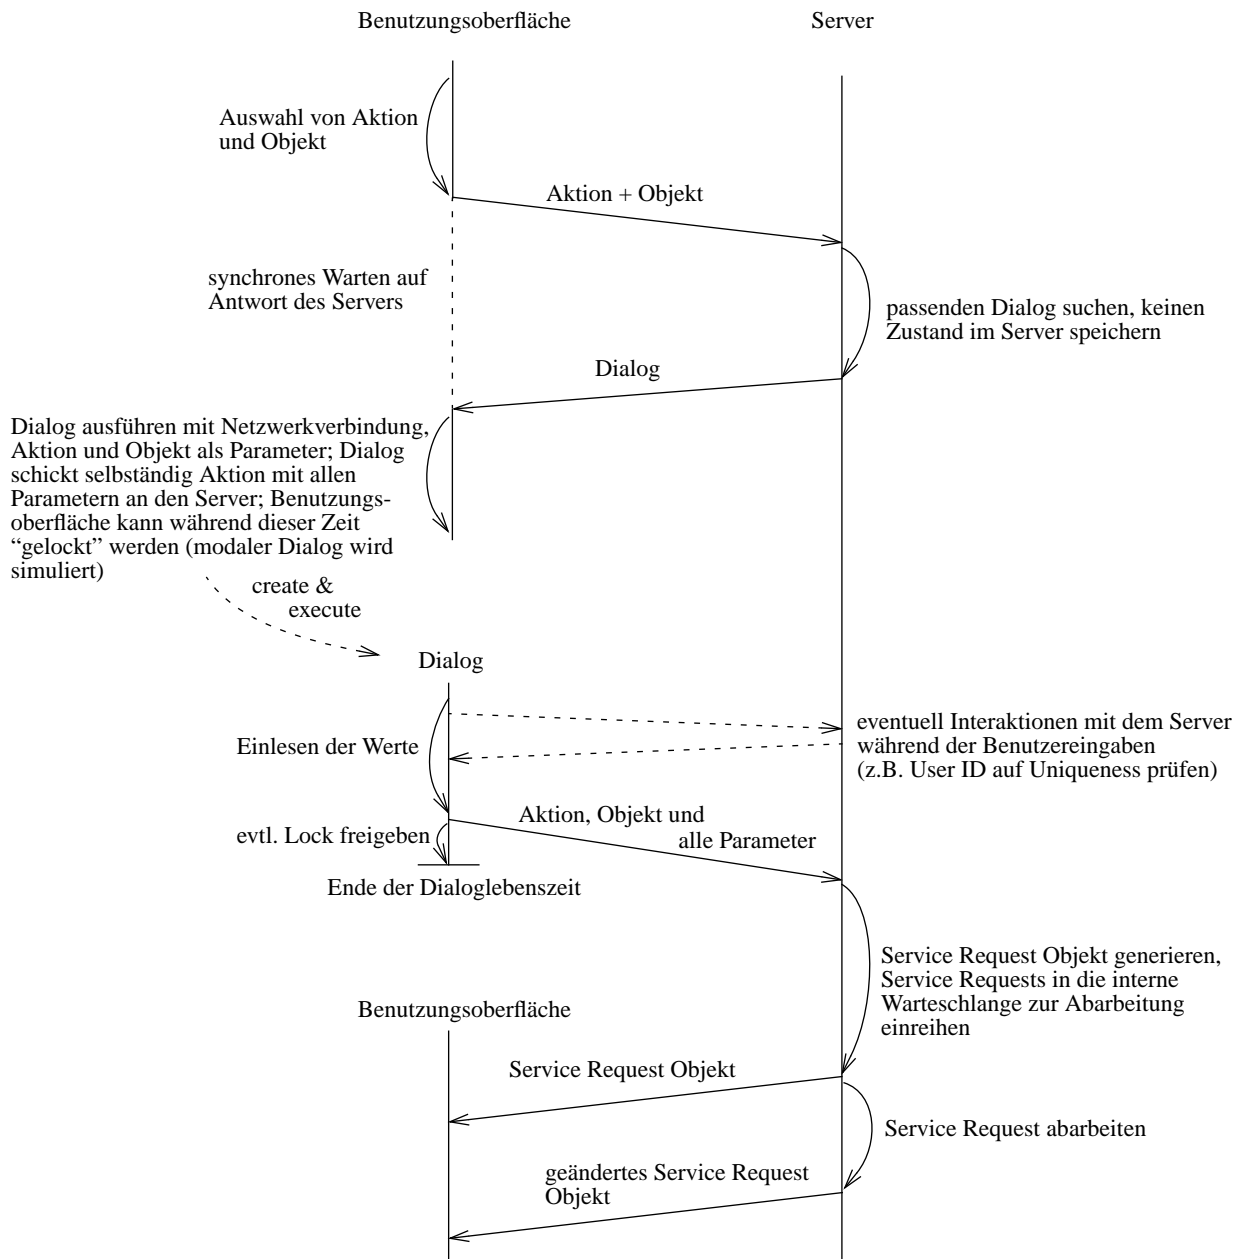 Benutzungsoberfläche
Server
Auswahl von Aktion
und Objekt
Aktion + Objekt
synchrones Warten auf
Antwort des Servers
passenden Dialog suchen, keinen
Zustand im Server speichern
Dialog
Dialog ausführen mit Netzwerkverbindung,
Aktion und Objekt als Parameter; Dialog
schickt selbständig Aktion mit allen
Parametern an den Server; Benutzungs-
oberfläche kann während dieser Zeit
“gelockt” werden (modaler Dialog wird
simuliert)
create &
execute
Dialog
eventuell Interaktionen mit dem Server
während der Benutzereingaben
(z.B. User ID auf Uniqueness prüfen)
Einlesen der Werte
Aktion, Objekt und
alle Parameter
evtl. Lock freigeben
Ende der Dialoglebenszeit
Service Request Objekt generieren,
Service Requests in die interne
Warteschlange zur Abarbeitung
einreihen
Benutzungsoberfläche
Service Request Objekt
Service Request abarbeiten
geändertes Service Request
Objekt